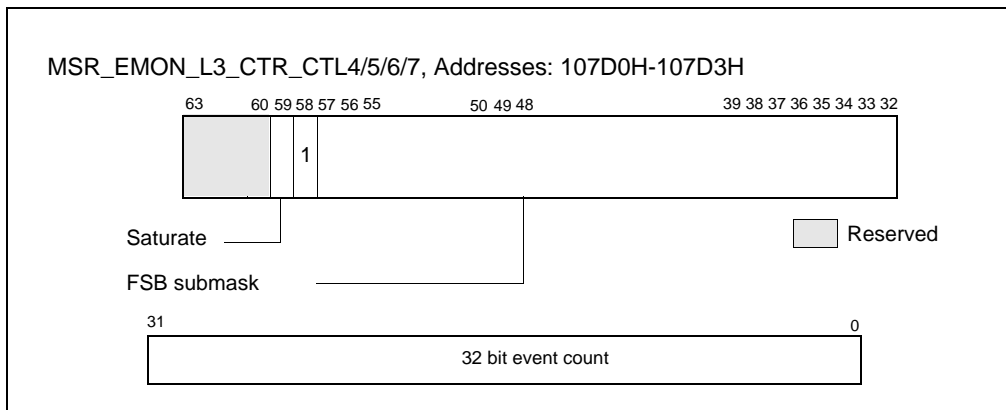 MSR_EMON_L3_CTR_CTL4/5/6/7, Addresses: 107D0H-107D3H
63 60 59 58 57 56 55 50 49 48 39 38 37 36 35 34 33 32
1
Saturate
Reserved
FSB submask
31 0
32 bit event count